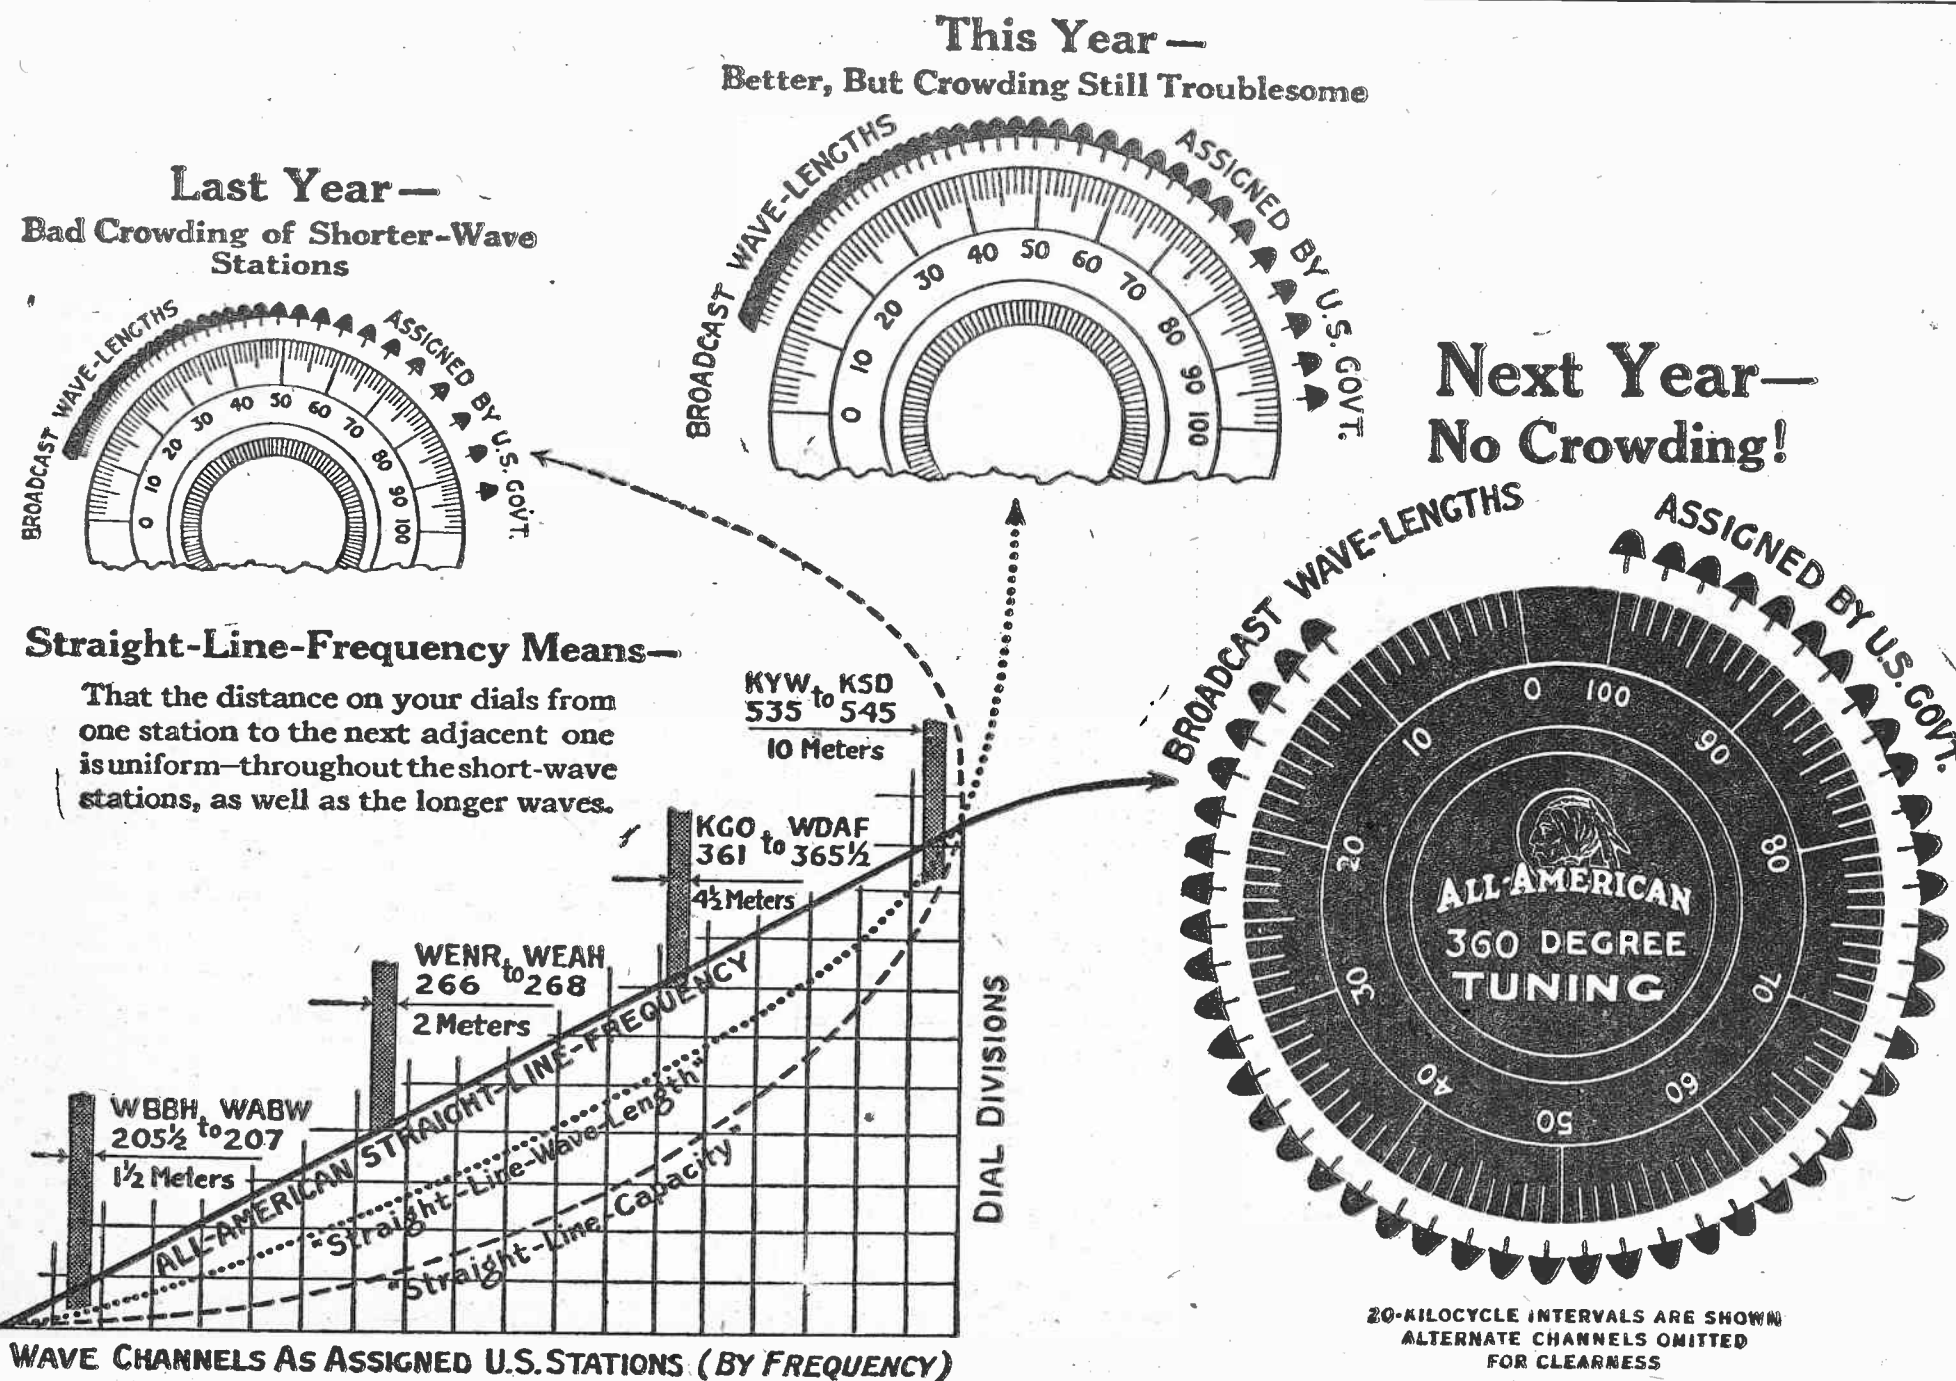 This Year—
Better, But Crowding Still Troublesome
BROADCAST WAVE-LENGTHS
ASSIGNED BY U.S. GOVT.
0 10 20 30 40 50 60 70 80 90 100
Last Year—
Bad Crowding of Shorter-Wave
Stations
BROADCAST WAVE-LENGTHS
ASSIGNED BY U.S. GOVT.
0 10 20 30 40 50 60 70 80 90 100
Next Year—
No Crowding!
BROADCAST WAVE-LENGTHS
ASSIGNED BY U.S. GOVT.
0 10 20 30 40 50 60 70 80 90 100
ALL-AMERICAN
360 DEGREE
TUNING
20-KILOCYCLE INTERVALS ARE SHOWN
ALTERNATE CHANNELS OMITTED
FOR CLEARNESS
Straight-Line-Frequency Means—
That the distance on your dials from
one station to the next adjacent one
is uniform—throughout the short-wave
stations, as well as the longer waves.
KYW to KSD
535 545
10 Meters
KGO to WDAF
361 365½
4½ Meters
WENR to WEAH
266 268
2 Meters
WBBH to WABW
205½ 207
1½ Meters
ALL-AMERICAN STRAIGHT-LINE-FREQUENCY
"Straight-Line-Wave-Length"
"Straight-Line-Capacity"
DIAL DIVISIONS
WAVE CHANNELS AS ASSIGNED U.S. STATIONS (BY FREQUENCY)